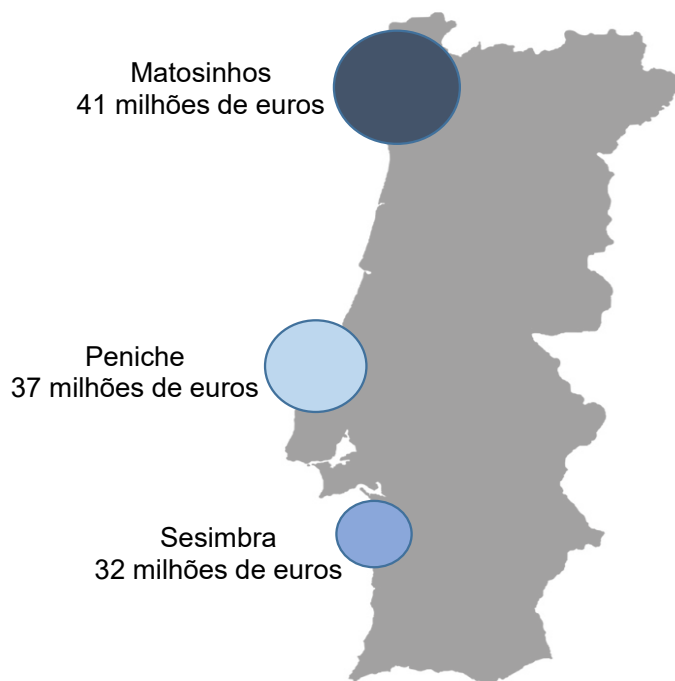 Matosinhos
41 milhões de euros
Peniche
37 milhões de euros
Sesimbra
32 milhões de euros